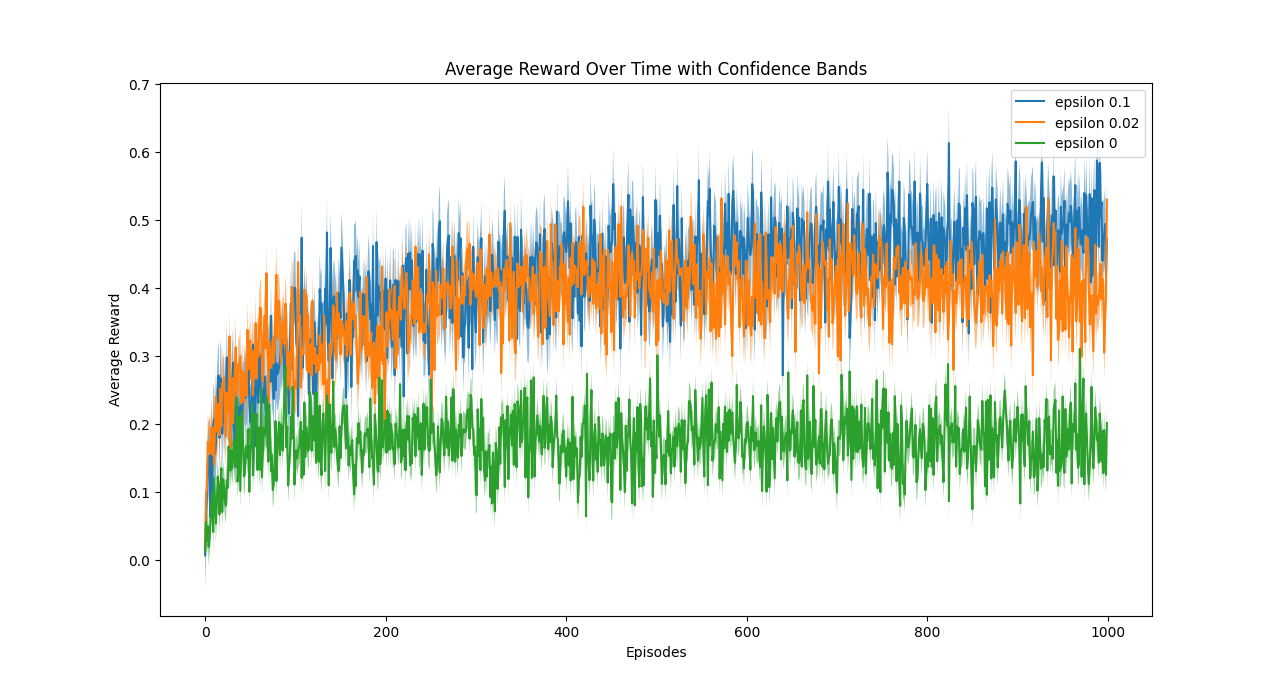 Average Reward Over Time with Confidence Bands
epsilon 0.1
epsilon 0.02
epsilon 0
Average Reward
0.7
0.6
0.5
0.4
0.3
0.2
0.1
0.0
0 200 400 600 800 1000
Episodes